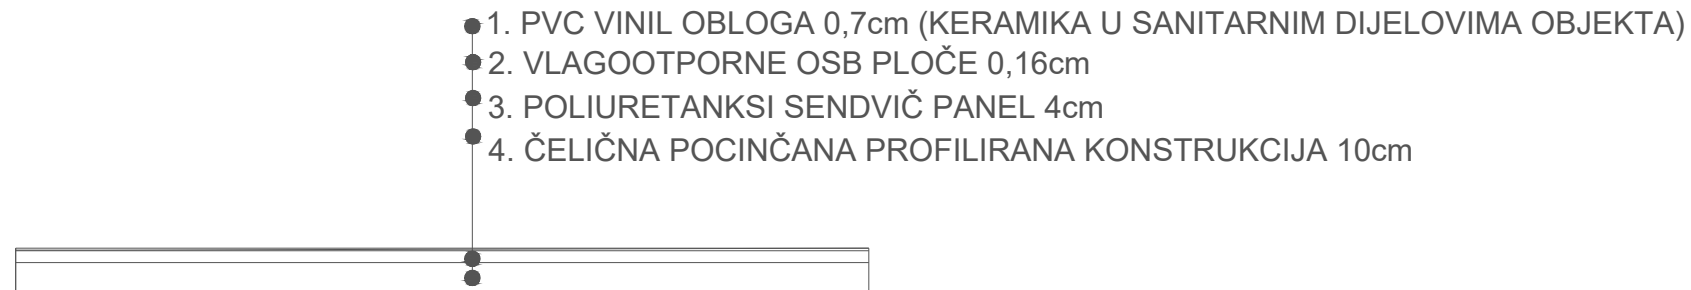 1. PVC VINIL OBLOGA 0,7cm (KERAMIKA U SANITARNIM DIJELOVIMA OBJEKTA)
2. VLAGOOTPORNE OSB PLOČE 0,16cm
3. POLIURETANKSI SENDVIČ PANEL 4cm
4. ČELIČNA POCINČANA PROFILIRANA KONSTRUKCIJA 10cm